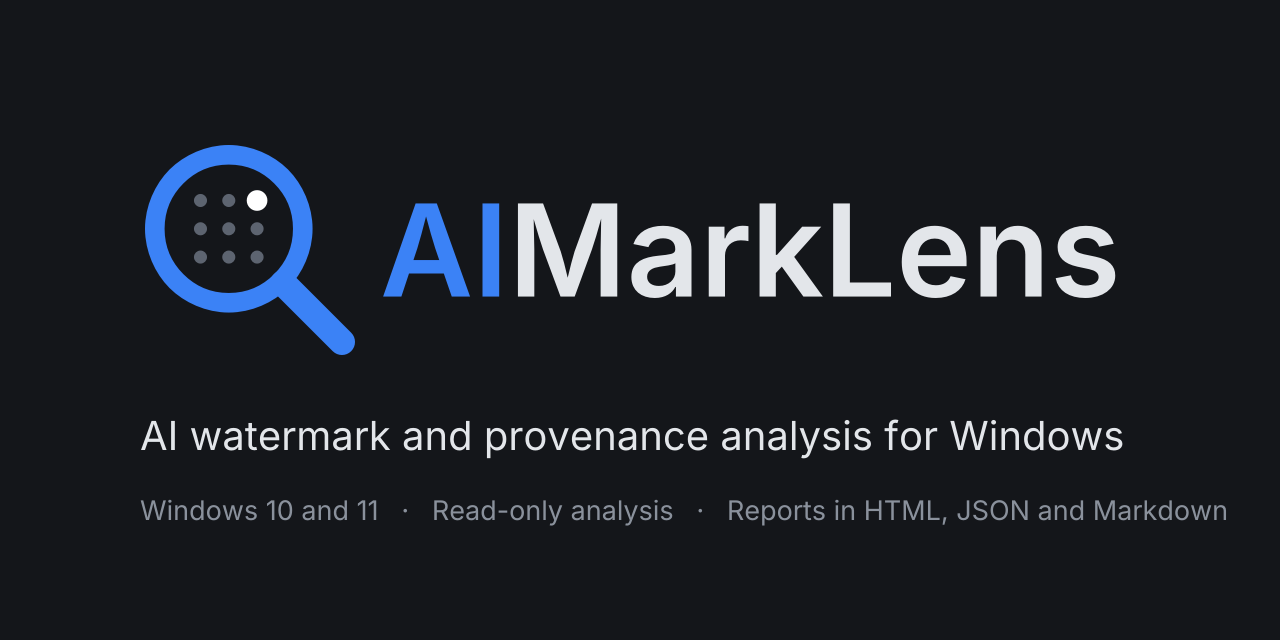 AIMarkLens
AI watermark and provenance analysis for Windows
Windows 10 and 11 · Read-only analysis · Reports in HTML, JSON and Markdown